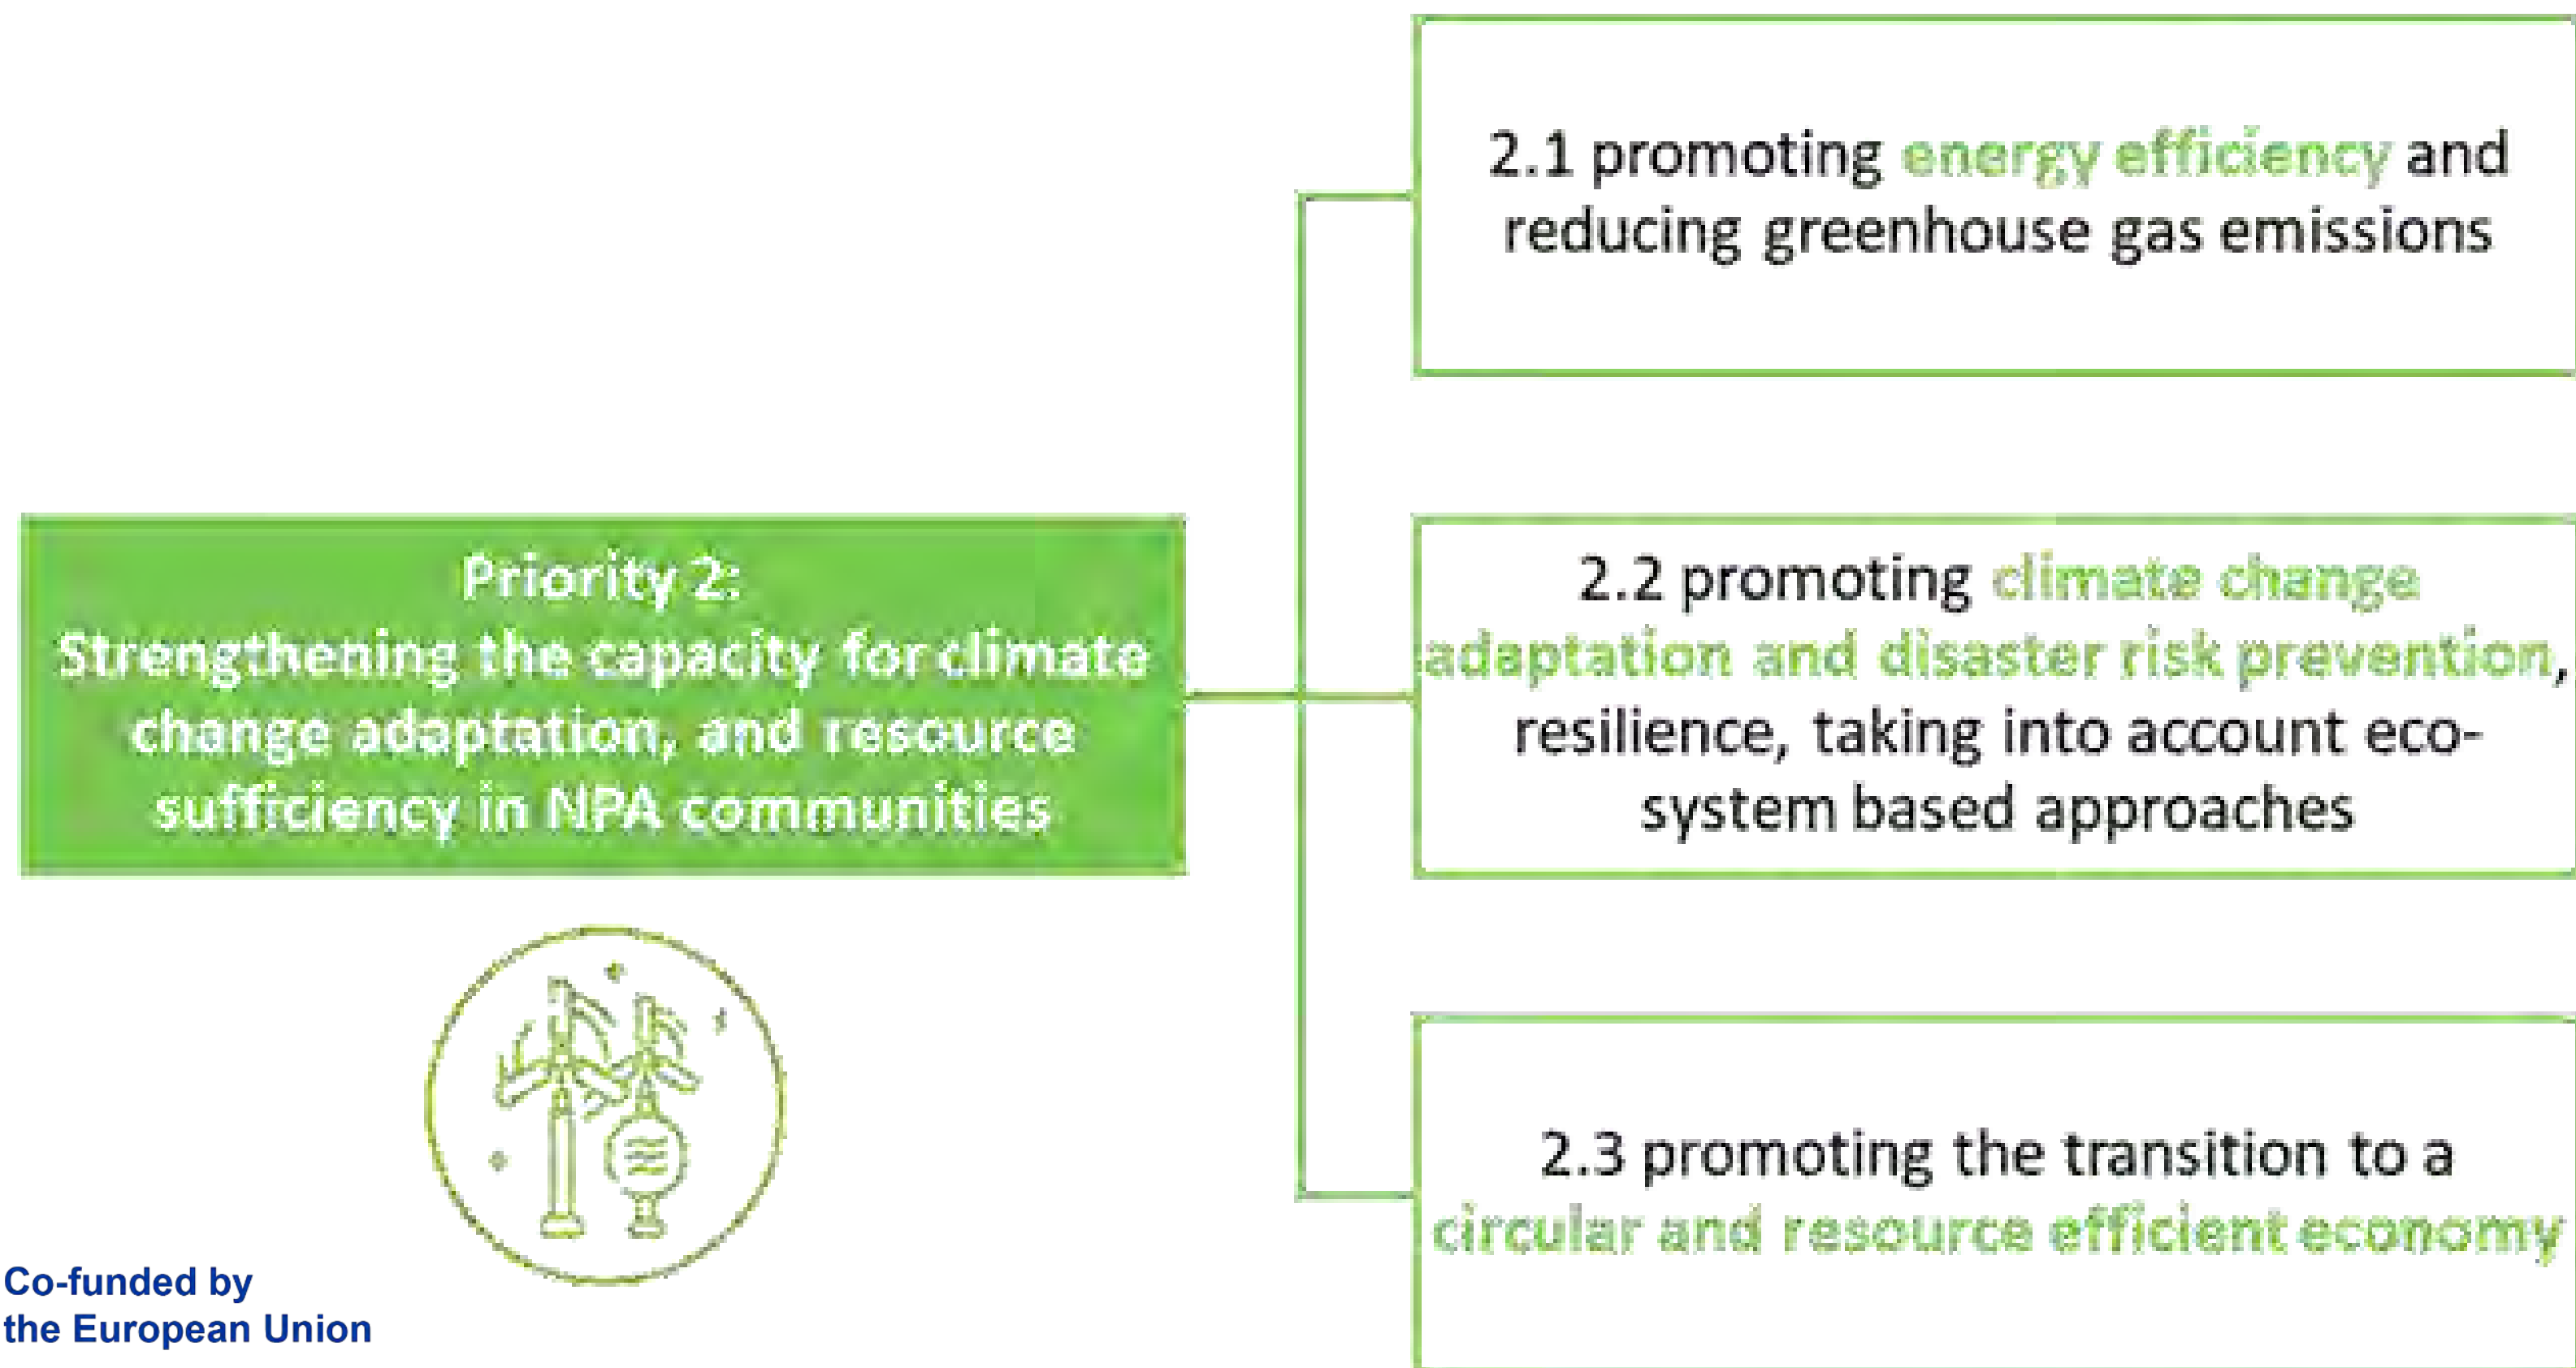 2.1 promoting energy efficiency and
reducing greenhouse gas emissions
Priority 2:
Strengthening the capacity for climate
change adaptation, and resource
sufficiency in NPA communities
2.2 promoting climate change
adaptation and disaster risk prevention,
resilience, taking into account eco-
system based approaches
2.3 promoting the transition to a
circular and resource efficient economy
Co-funded by
the European Union